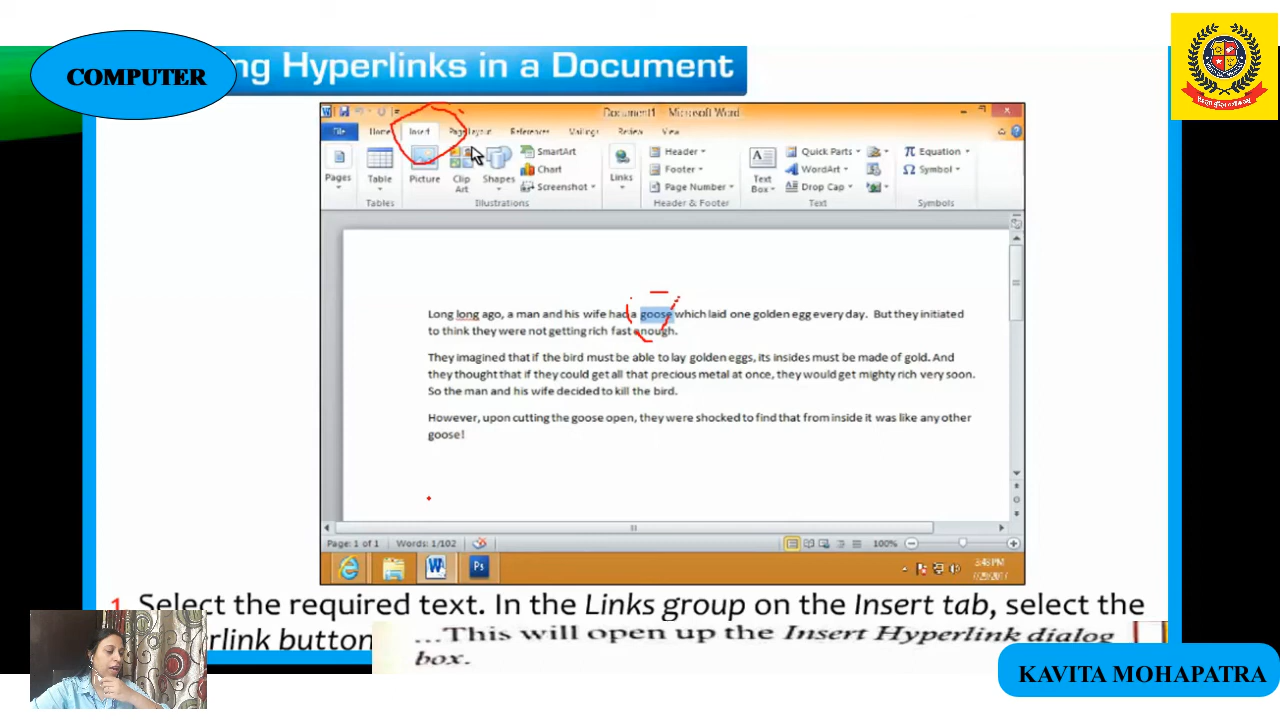 COMPUTER
ng Hyperlinks in a Document
Document1 - Microsoft Word
File Home Insert Page Layout References Mailings Review View
Pages Table Picture Clip Art Shapes SmartArt Chart Screenshot Links Header Footer Page Number Text Box Quick Parts WordArt Drop Cap Equation Symbol
Tables Illustrations Header & Footer Text Symbols
Long long ago, a man and his wife had a goose which laid one golden egg every day. But they initiated
to think they were not getting rich fast enough.
They imagined that if the bird must be able to lay golden eggs, its insides must be made of gold. And
they thought that if they could get all that precious metal at once, they would get mighty rich very soon.
So the man and his wife decided to kill the bird.
However, upon cutting the goose open, they were shocked to find that from inside it was like any other
goose!
Page: 1 of 1 Words: 1/102 100%
Ps
3:48 PM
1. Select the required text. In the Links group on the Insert tab, select the
rlink button
...This will open up the Insert Hyperlink dialog
box.
KAVITA MOHAPATRA